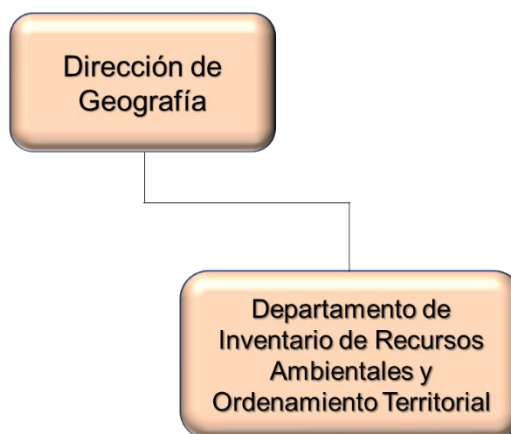 Dirección de
Geografía
Departamento de
Inventario de Recursos
Ambientales y
Ordenamiento Territorial